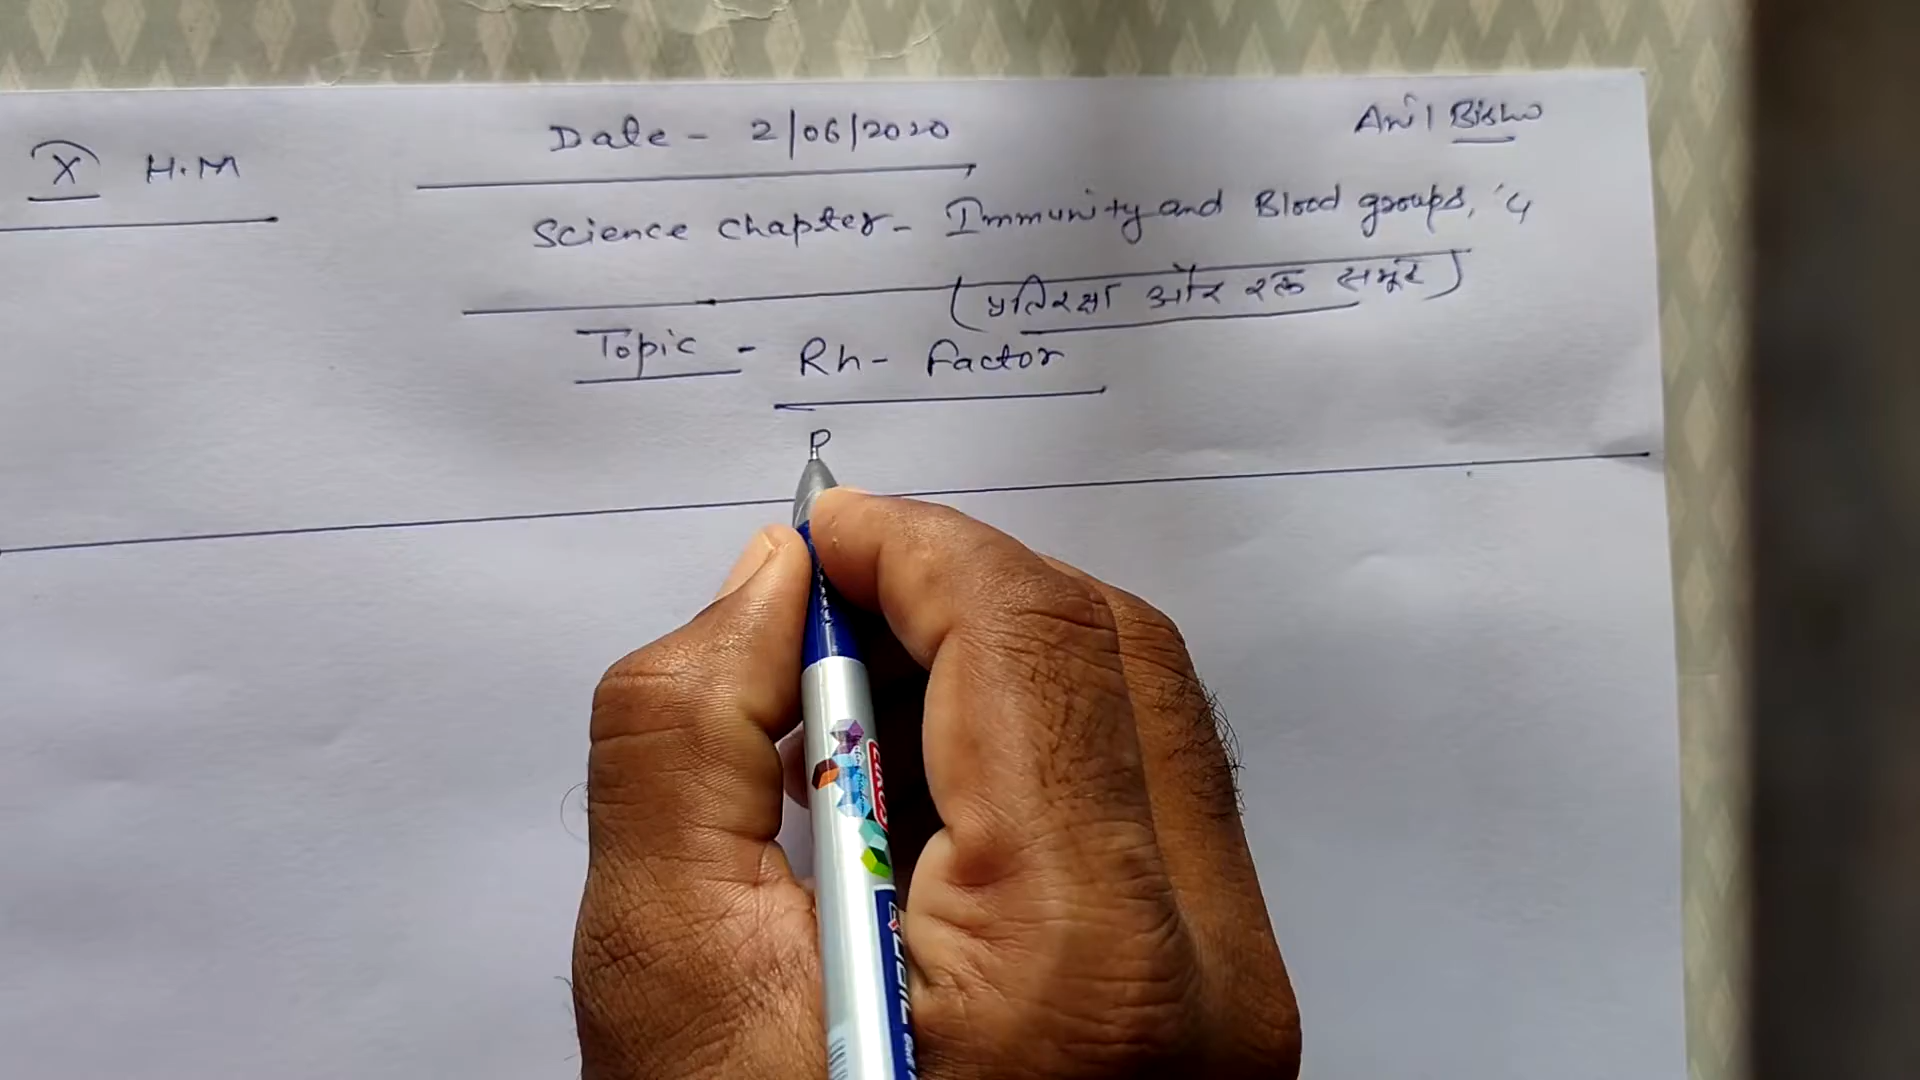 X H.M
Date - 2/06/2020
Anil
Science Chapter - Immunity and Blood groups, 4
(प्रतिरक्षा और रक्त समूह)
Topic - Rh- Factor
P